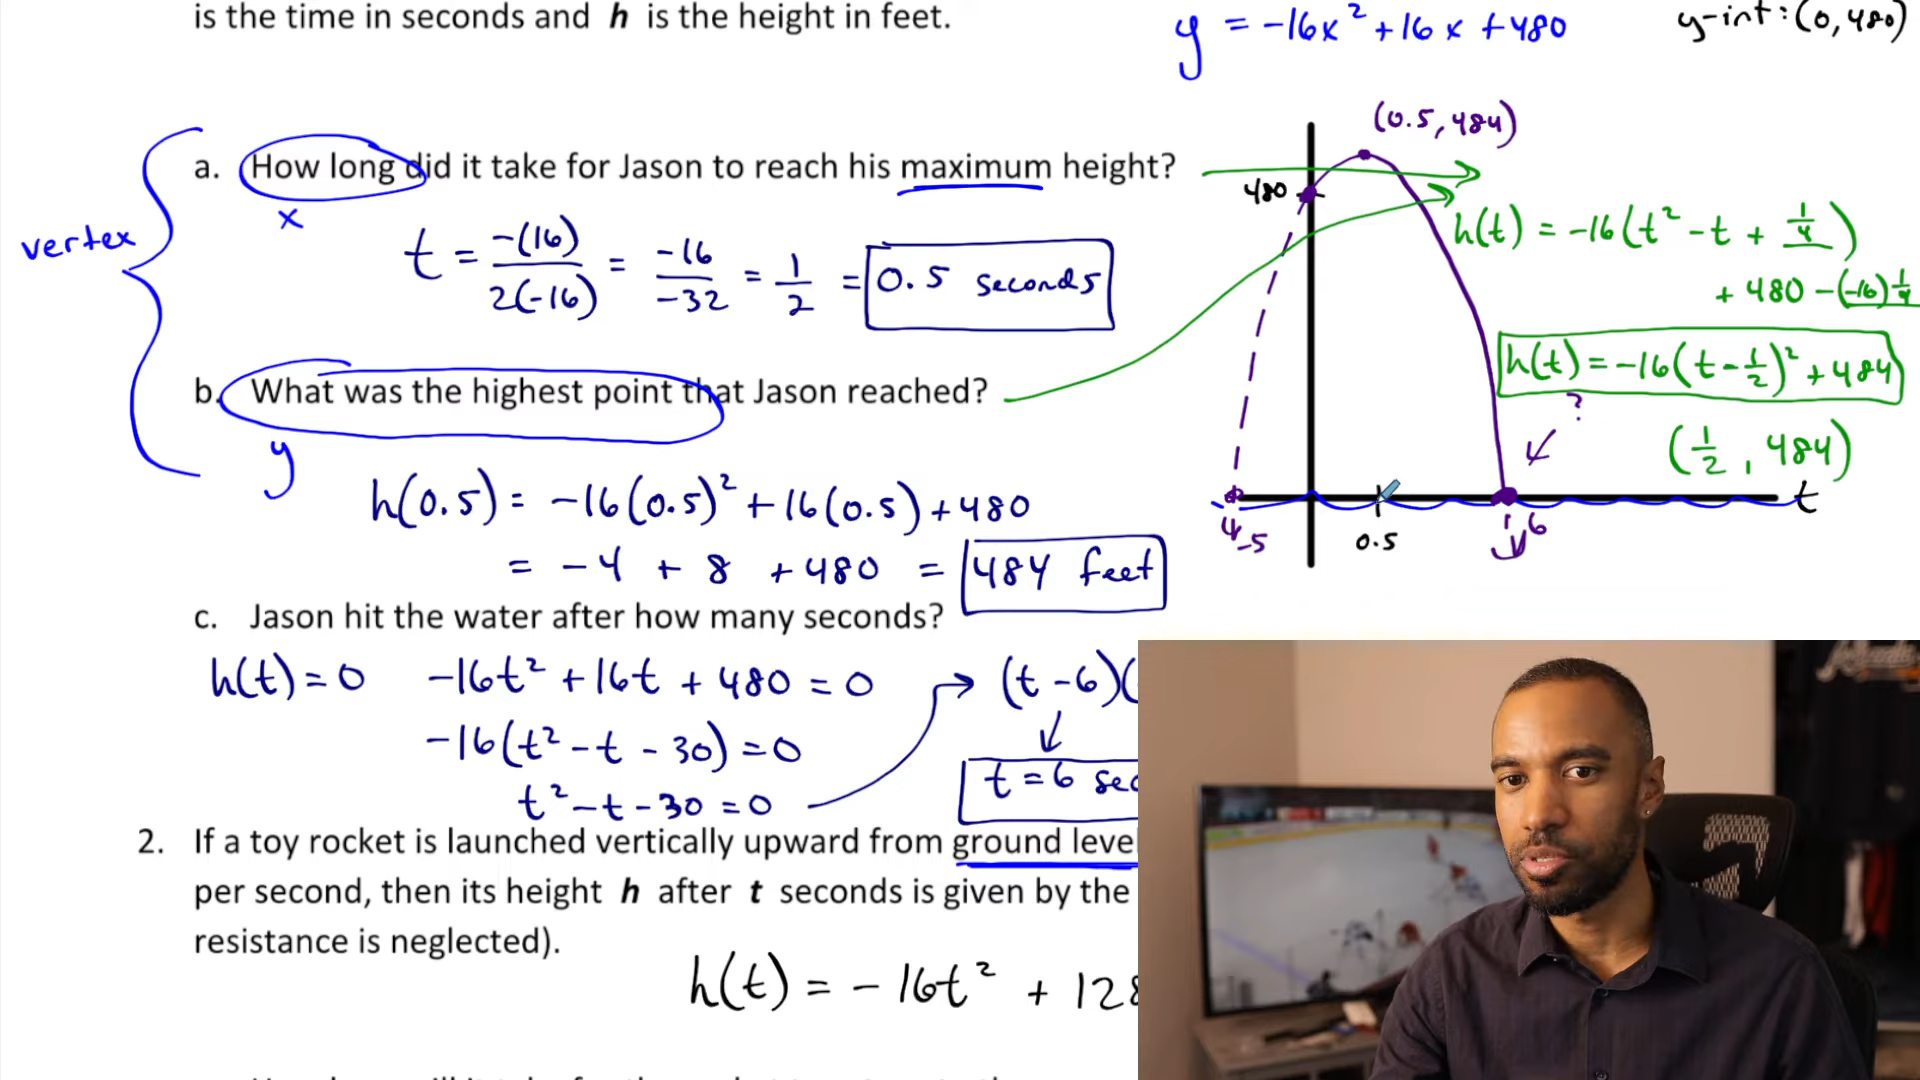 is the time in seconds and h is the height in feet.
y = -16x² + 16x + 480
y-int: (0, 480)
(0.5, 484)
a. How long did it take for Jason to reach his maximum height?
x
vertex
t = -(16)/2(-16) = -16/-32 = 1/2 = 0.5 seconds
480
h(t) = -16(t² - t + 1/4)
+ 480 - (-16)1/4
h(t) = -16(t - 1/2)² + 484
?
(1/2, 484)
b. What was the highest point that Jason reached?
y
h(0.5) = -16(0.5)² + 16(0.5) + 480
= -4 + 8 + 480 = 484 feet
t
-5
0.5
6
c. Jason hit the water after how many seconds?
h(t) = 0 -16t² + 16t + 480 = 0 → (t - 6)(
-16(t² - t - 30) = 0
t² - t - 30 = 0
t = 6 sec
2. If a toy rocket is launched vertically upward from ground leve
per second, then its height h after t seconds is given by the
resistance is neglected).
h(t) = -16t² + 128